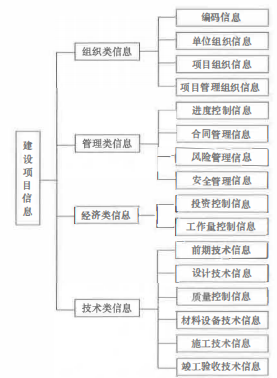 建设项目信息
组织类信息
编码信息
单位组织信息
项目组织信息
项目管理组织信息
管理类信息
进度控制信息
合同管理信息
风险管理信息
安全管理信息
经济类信息
投资控制信息
工作量控制信息
技术类信息
前期技术信息
设计技术信息
质量控制信息
材料设备技术信息
施工技术信息
竣工验收技术信息